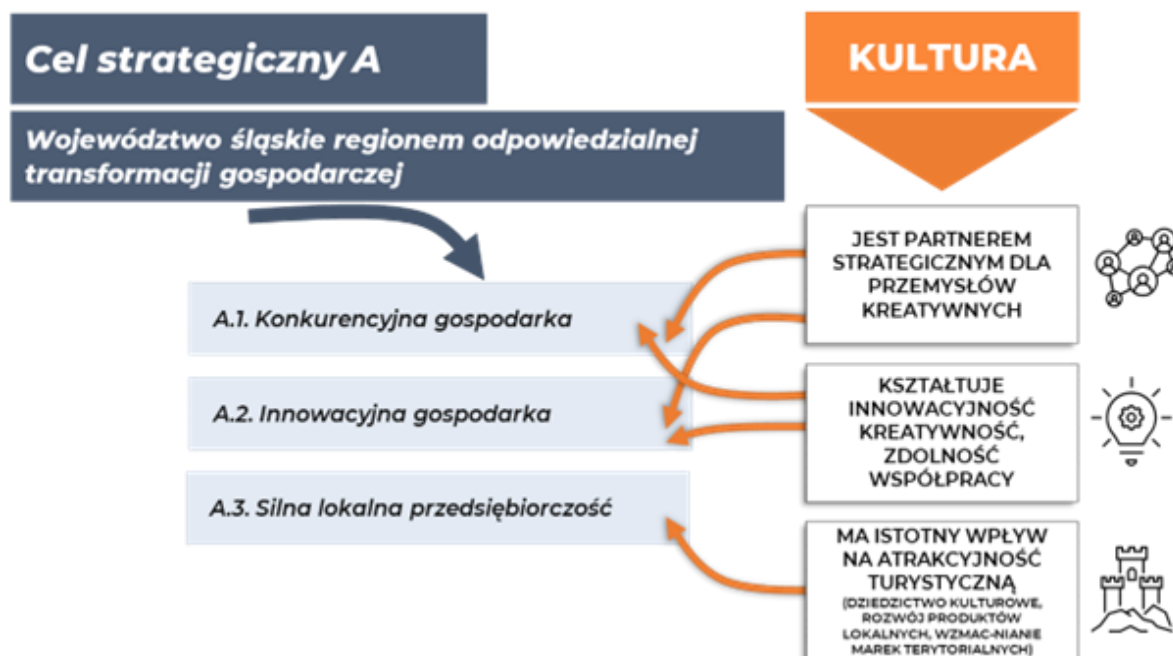 Cel strategiczny A
Województwo śląskie regionem odpowiedzialnej
transformacji gospodarczej
A.1. Konkurencyjna gospodarka
A.2. Innowacyjna gospodarka
A.3. Silna lokalna przedsiębiorczość
KULTURA
JEST PARTNEREM
STRATEGICZNYM DLA
PRZEMYSŁÓW
KREATYWNYCH
KSZTAŁTUJE
INNOWACYJNOŚĆ
KREATYWNOŚĆ,
ZDOLNOŚĆ
WSPÓŁPRACY
MA ISTOTNY WPŁYW
NA ATRAKCYJNOŚĆ
TURYSTYCZNĄ
(DZIEDZICTWO KULTUROWE,
ROZWÓJ PRODUKTÓW
LOKALNYCH, WZMAC-NIANIE
MAREK TERYTORIALNYCH)